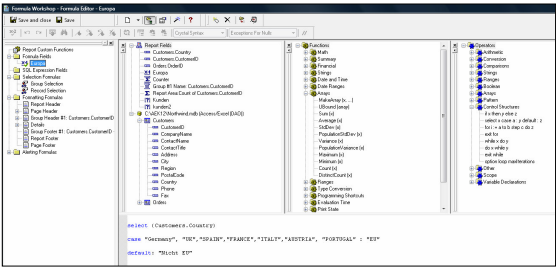 Formula Workshop - Formula Editor - Europa
Save and close Save
Crystal Syntax Exceptions For Nulls
Report Custom Functions
Formula Fields
Europa
SQL Expression Fields
Selection Formulas
Group Selection
Record Selection
Formatting Formulas
Report Header
Page Header
Group Header #1: Customers.CustomerID
Details
Group Footer #1: Customers.CustomerID
Report Footer
Page Footer
Alerting Formulas
Report Fields
Customers.Country
Customers.CustomerID
Orders.OrderID
Europa
Counter
Group #1 Name: Customers.CustomerID
Report Area:Count of Customers.CustomerID
Kunden
kunden2
C:\AEK12\Northwind.mdb (Access/Excel (DAO))
Customers
CustomerID
CompanyName
ContactName
ContactTitle
Address
City
Region
PostalCode
Country
Phone
Fax
Orders
Functions
Math
Summary
Financial
Strings
Date and Time
Date Ranges
Arrays
MakeArray (x, ... )
UBound (array)
Sum (x)
Average (x)
StdDev (x)
PopulationStdDev (x)
Variance (x)
PopulationVariance (x)
Maximum (x)
Minimum (x)
Count (x)
DistinctCount (x)
Ranges
Type Conversion
Programming Shortcuts
Evaluation Time
Print State
Operators
Arithmetic
Conversion
Comparisons
Strings
Ranges
Boolean
Arrays
Pattern
Control Structures
if x then y else z
select x case a : y default : z
for i := a to b step c do z
exit for
while x do y
do x while y
exit while
option loop maxIterations
Other
Scope
Variable Declarations
select {Customers.Country}
case "Germany", "UK","SPAIN","FRANCE","ITALY","AUSTRIA", "PORTUGAL" : "EU"
default: "Nicht EU"